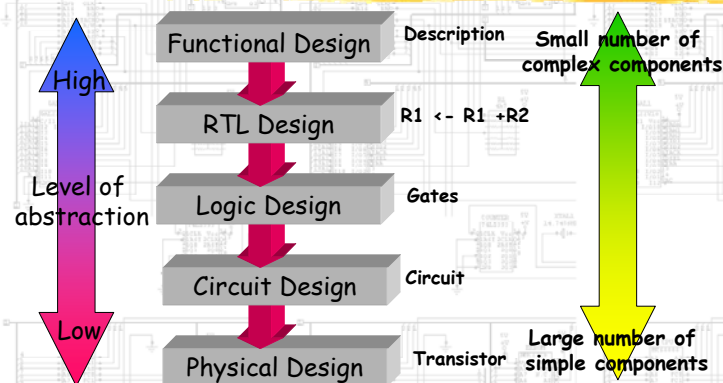 Functional Design
Description
Small number of
complex components
High
RTL Design
R1 <- R1 +R2
Level of
abstraction
Logic Design
Gates
Circuit Design
Circuit
Low
Physical Design
Transistor
Large number of
simple components